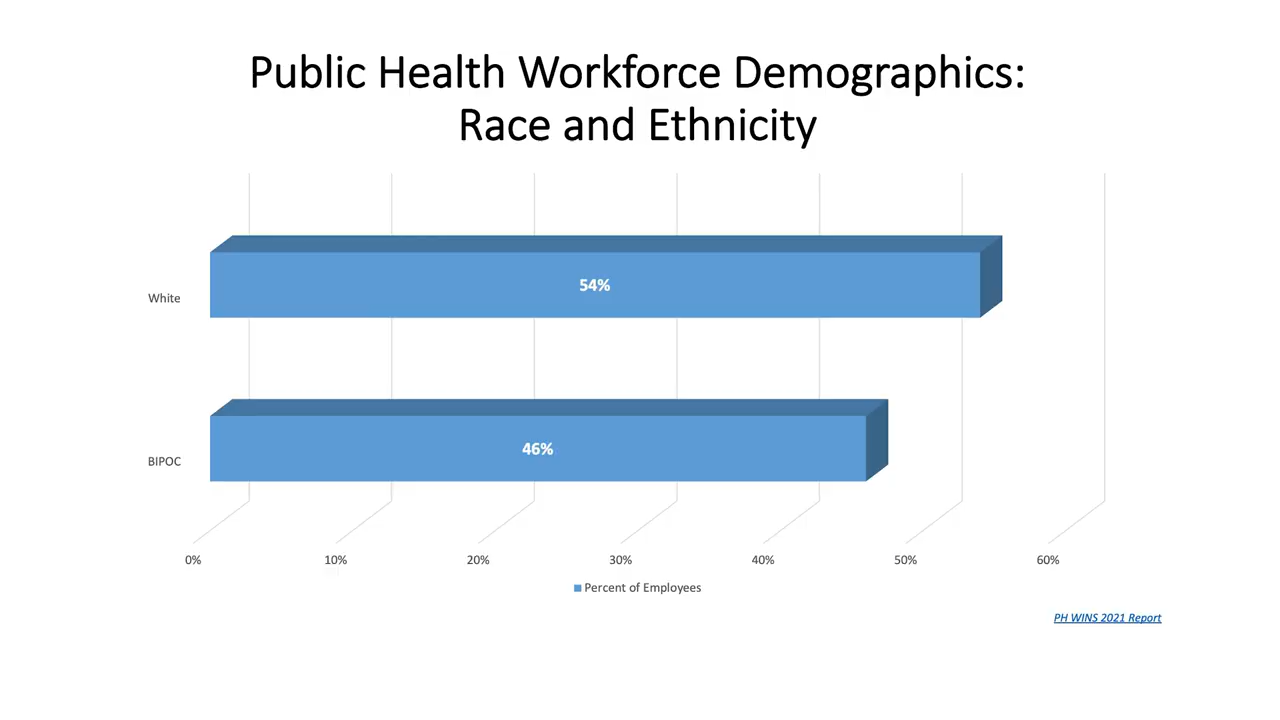 Public Health Workforce Demographics:
Race and Ethnicity
White
54%
BIPOC
46%
0%
10%
20%
30%
40%
50%
60%
Percent of Employees
PH WINS 2021 Report